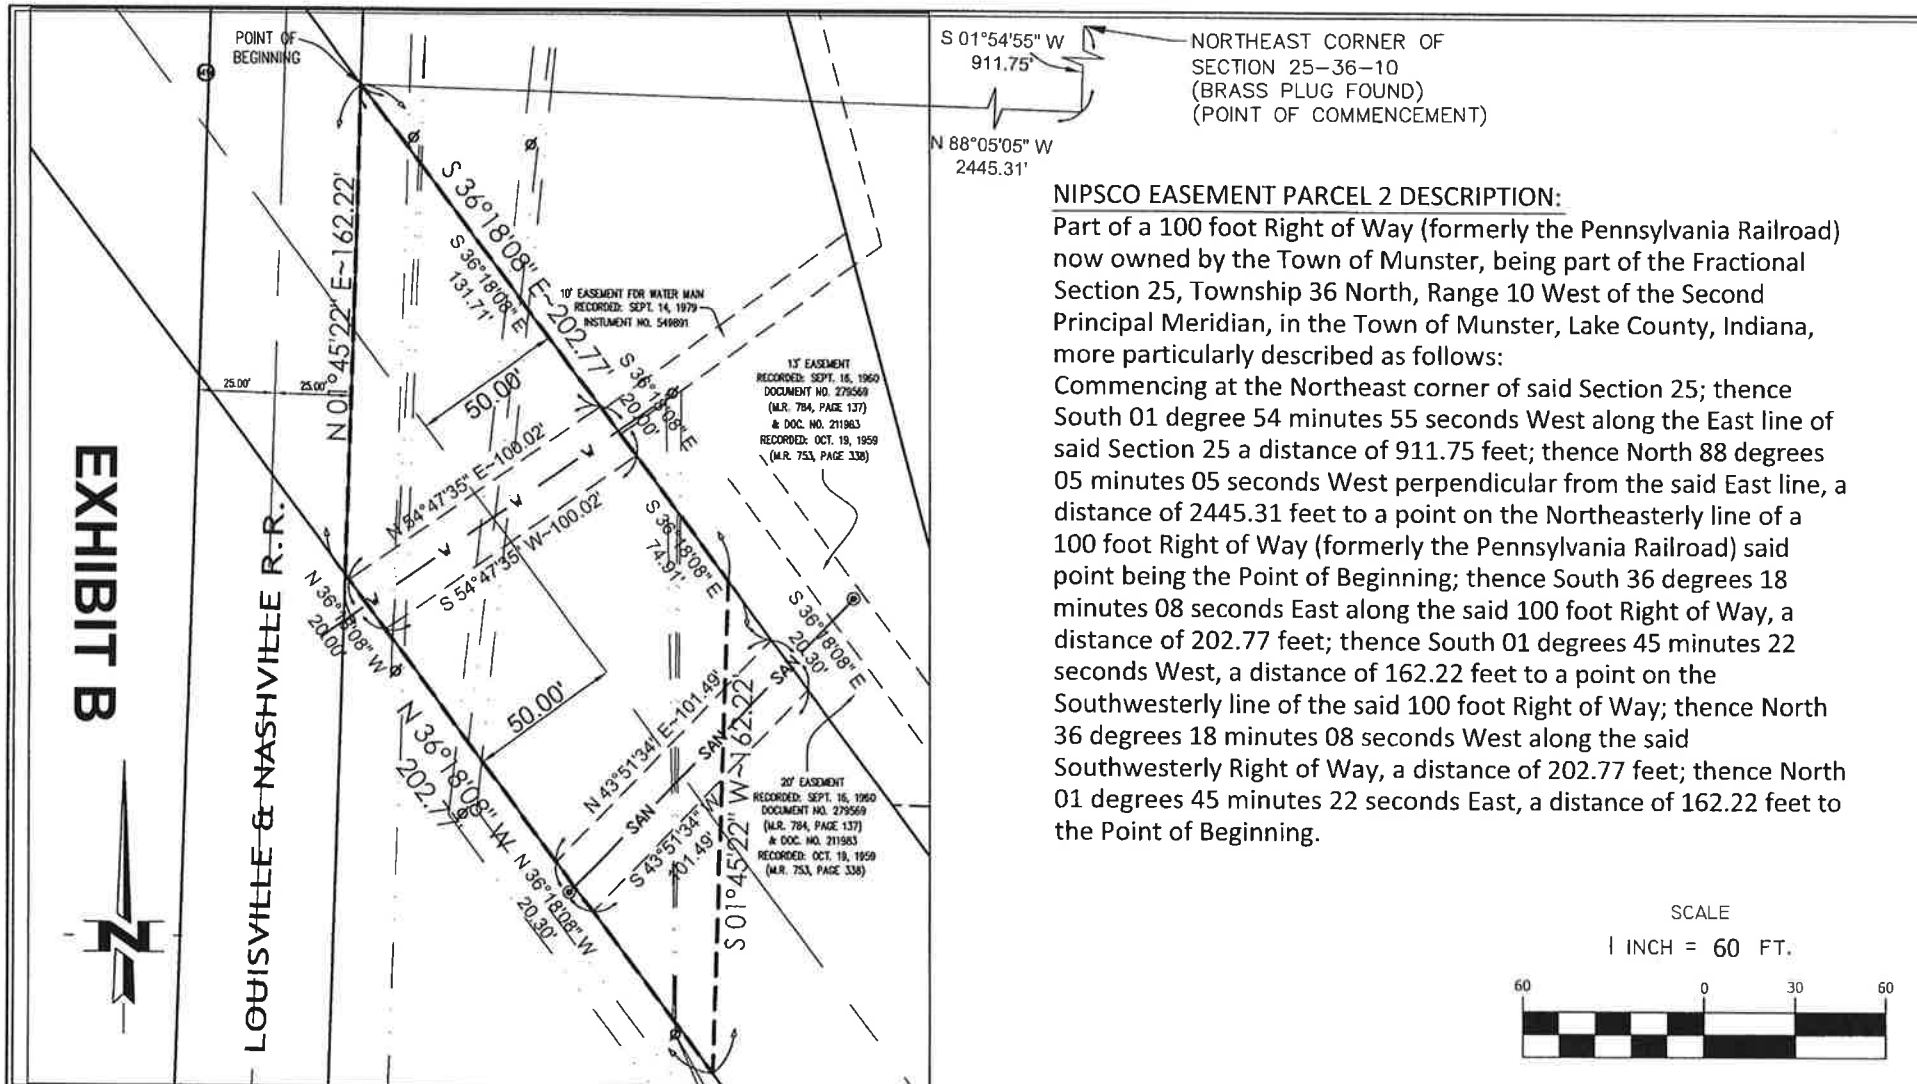 POINT OF
BEGINNING
S 01°54'55" W
911.75'
NORTHEAST CORNER OF
SECTION 25-36-10
(BRASS PLUG FOUND)
(POINT OF COMMENCEMENT)
N 88°05'05" W
2445.31'
NIPSCO EASEMENT PARCEL 2 DESCRIPTION:
Part of a 100 foot Right of Way (formerly the Pennsylvania Railroad)
now owned by the Town of Munster, being part of the Fractional
Section 25, Township 36 North, Range 10 West of the Second
Principal Meridian, in the Town of Munster, Lake County, Indiana,
more particularly described as follows:
Commencing at the Northeast corner of said Section 25; thence
South 01 degree 54 minutes 55 seconds West along the East line of
said Section 25 a distance of 911.75 feet; thence North 88 degrees
05 minutes 05 seconds West perpendicular from the said East line, a
distance of 2445.31 feet to a point on the Northeasterly line of a
100 foot Right of Way (formerly the Pennsylvania Railroad) said
point being the Point of Beginning; thence South 36 degrees 18
minutes 08 seconds East along the said 100 foot Right of Way, a
distance of 202.77 feet; thence South 01 degrees 45 minutes 22
seconds West, a distance of 162.22 feet to a point on the
Southwesterly line of the said 100 foot Right of Way; thence North
36 degrees 18 minutes 08 seconds West along the said
Southwesterly Right of Way, a distance of 202.77 feet; thence North
01 degrees 45 minutes 22 seconds East, a distance of 162.22 feet to
the Point of Beginning.
N 01°45'22" E~162.22'
S 36°18'08" E~202.77'
S 36°18'08" E
131.71'
10' EASEMENT FOR WATER MAIN
RECORDED: SEPT. 14, 1979
INSTUMENT NO. 549891
50.00'
S 36°18'08" E
20.00'
13' EASEMENT
RECORDED: SEPT. 16, 1960
DOCUMENT NO. 279569
(M.R. 784, PAGE 137)
& DOC. NO. 211983
RECORDED: OCT. 19, 1959
(M.R. 753, PAGE 338)
25.00'
25.00'
N 54°47'35" E~100.02'
W
W
W
W
S 54°47'35" W~100.02'
S 36°18'08" E
74.91'
N 36°18'08" W
20.00'
S 36°18'08" E
20.30'
50.00'
N 36°18'08" W
202.77'
N 43°51'34" E~101.49'
SAN
SAN
SAN
S 43°51'34" W
101.49'
S 01°45'22" W~162.22'
20' EASEMENT
RECORDED: SEPT. 16, 1960
DOCUMENT NO. 279569
(M.R. 784, PAGE 137)
& DOC. NO. 211983
RECORDED: OCT. 19, 1959
(M.R. 753, PAGE 338)
N 36°18'08" W
20.30'
EXHIBIT B
LOUISVILLE & NASHVILLE R.R.
N
SCALE
1 INCH = 60 FT.
60 0 30 60